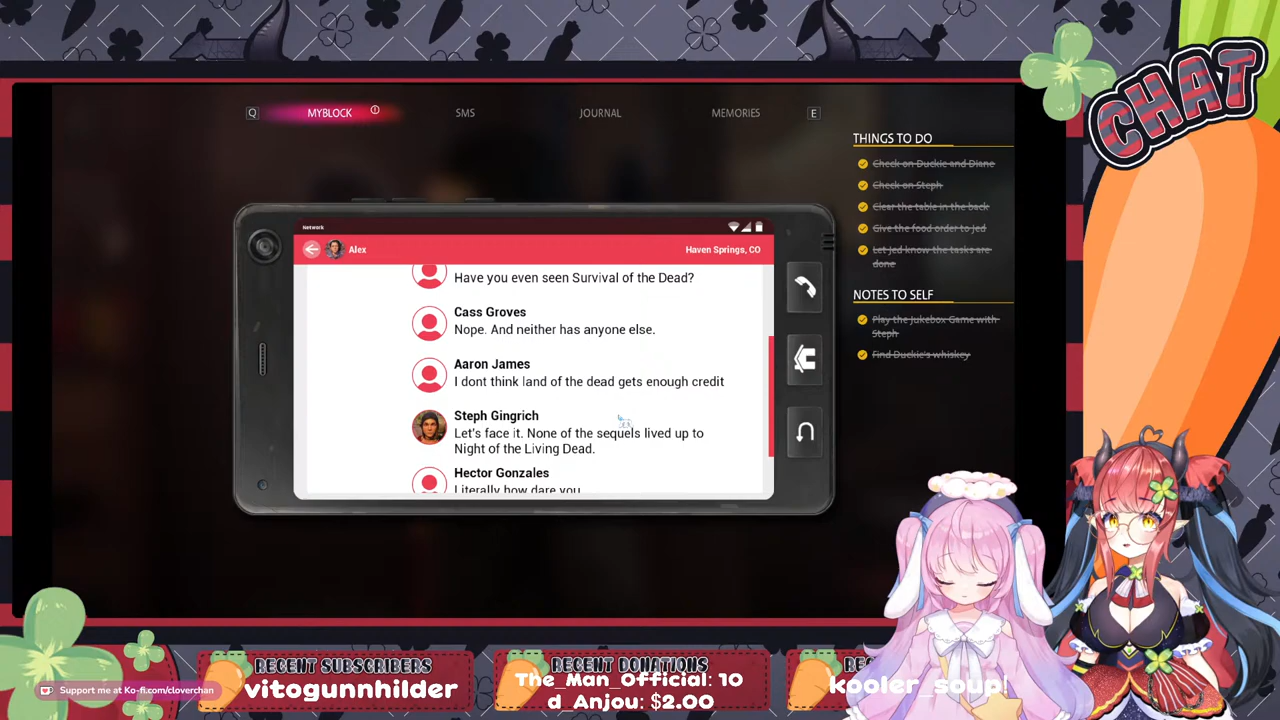 CHAT
Q
MYBLOCK
SMS
JOURNAL
MEMORIES
E
THINGS TO DO
Check on Duckie and Diane
Check on Steph
Clear the table in the back
Give the food order to Jed
Let Jed know the tasks are
done
NOTES TO SELF
Play the Jukebox Game with
Steph
Find Duckie's whiskey
Network
Alex
Haven Springs, CO
Have you even seen Survival of the Dead?
Cass Groves
Nope. And neither has anyone else.
Aaron James
I dont think land of the dead gets enough credit
Steph Gingrich
Let's face it. None of the sequels lived up to
Night of the Living Dead.
Hector Gonzales
Literally how dare you
Support me at Ko-fi.com/cloverchan
RECENT SUBSCRIBERS
vitogunnhilder
RECENT DONATIONS
The_Man_Official: 10
d_Anjou: $2.00
kooler_soup!